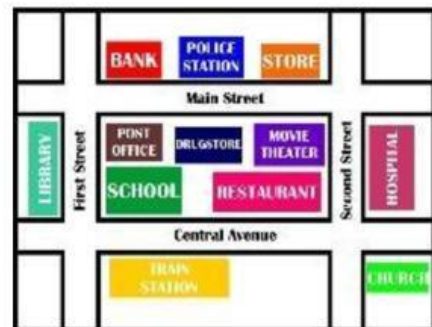 BANK
POLICE
STATION
STORE
Main Street
LIBRARY
First Street
POST
OFFICE
DRUGSTORE
MOVIE
THEATER
Second Street
HOSPITAL
SCHOOL
RESTAURANT
Central Avenue
TRAIN
STATION
CHURCH